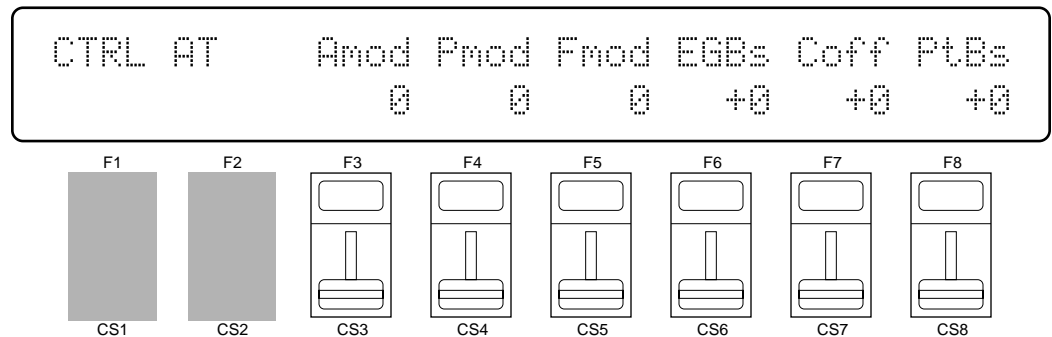 CTRL AT Amod Pmod Fmod EGBs Coff PtBs
0 0 0 +0 +0 +0
F1 F2 F3 F4 F5 F6 F7 F8
CS1 CS2 CS3 CS4 CS5 CS6 CS7 CS8